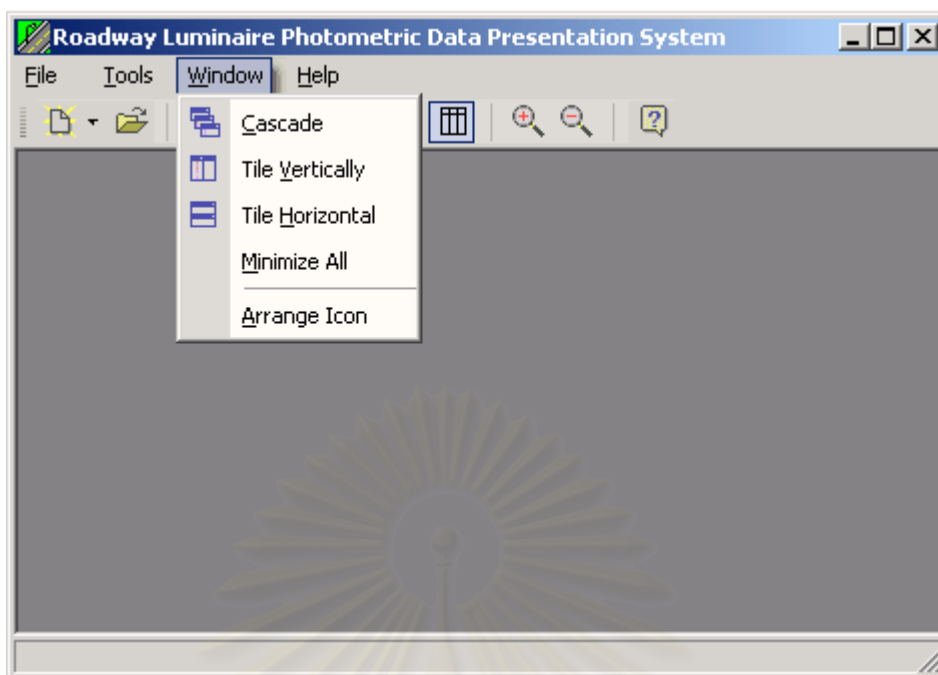 Roadway Luminaire Photometric Data Presentation System
File Tools Window Help
Cascade
Tile Vertically
Tile Horizontal
Minimize All
Arrange Icon